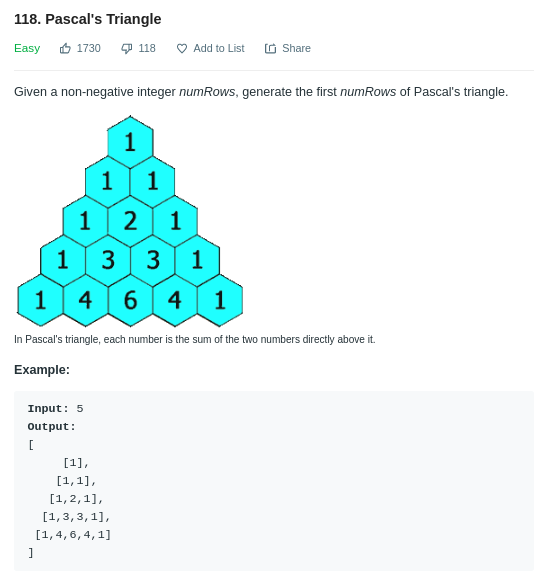 118. Pascal's Triangle
Easy 1730 118 Add to List Share
Given a non-negative integer numRows, generate the first numRows of Pascal's triangle.
1
1 1
1 2 1
1 3 3 1
1 4 6 4 1
In Pascal's triangle, each number is the sum of the two numbers directly above it.
Example:
Input: 5
Output:
[
     [1],
    [1,1],
   [1,2,1],
  [1,3,3,1],
 [1,4,6,4,1]
]